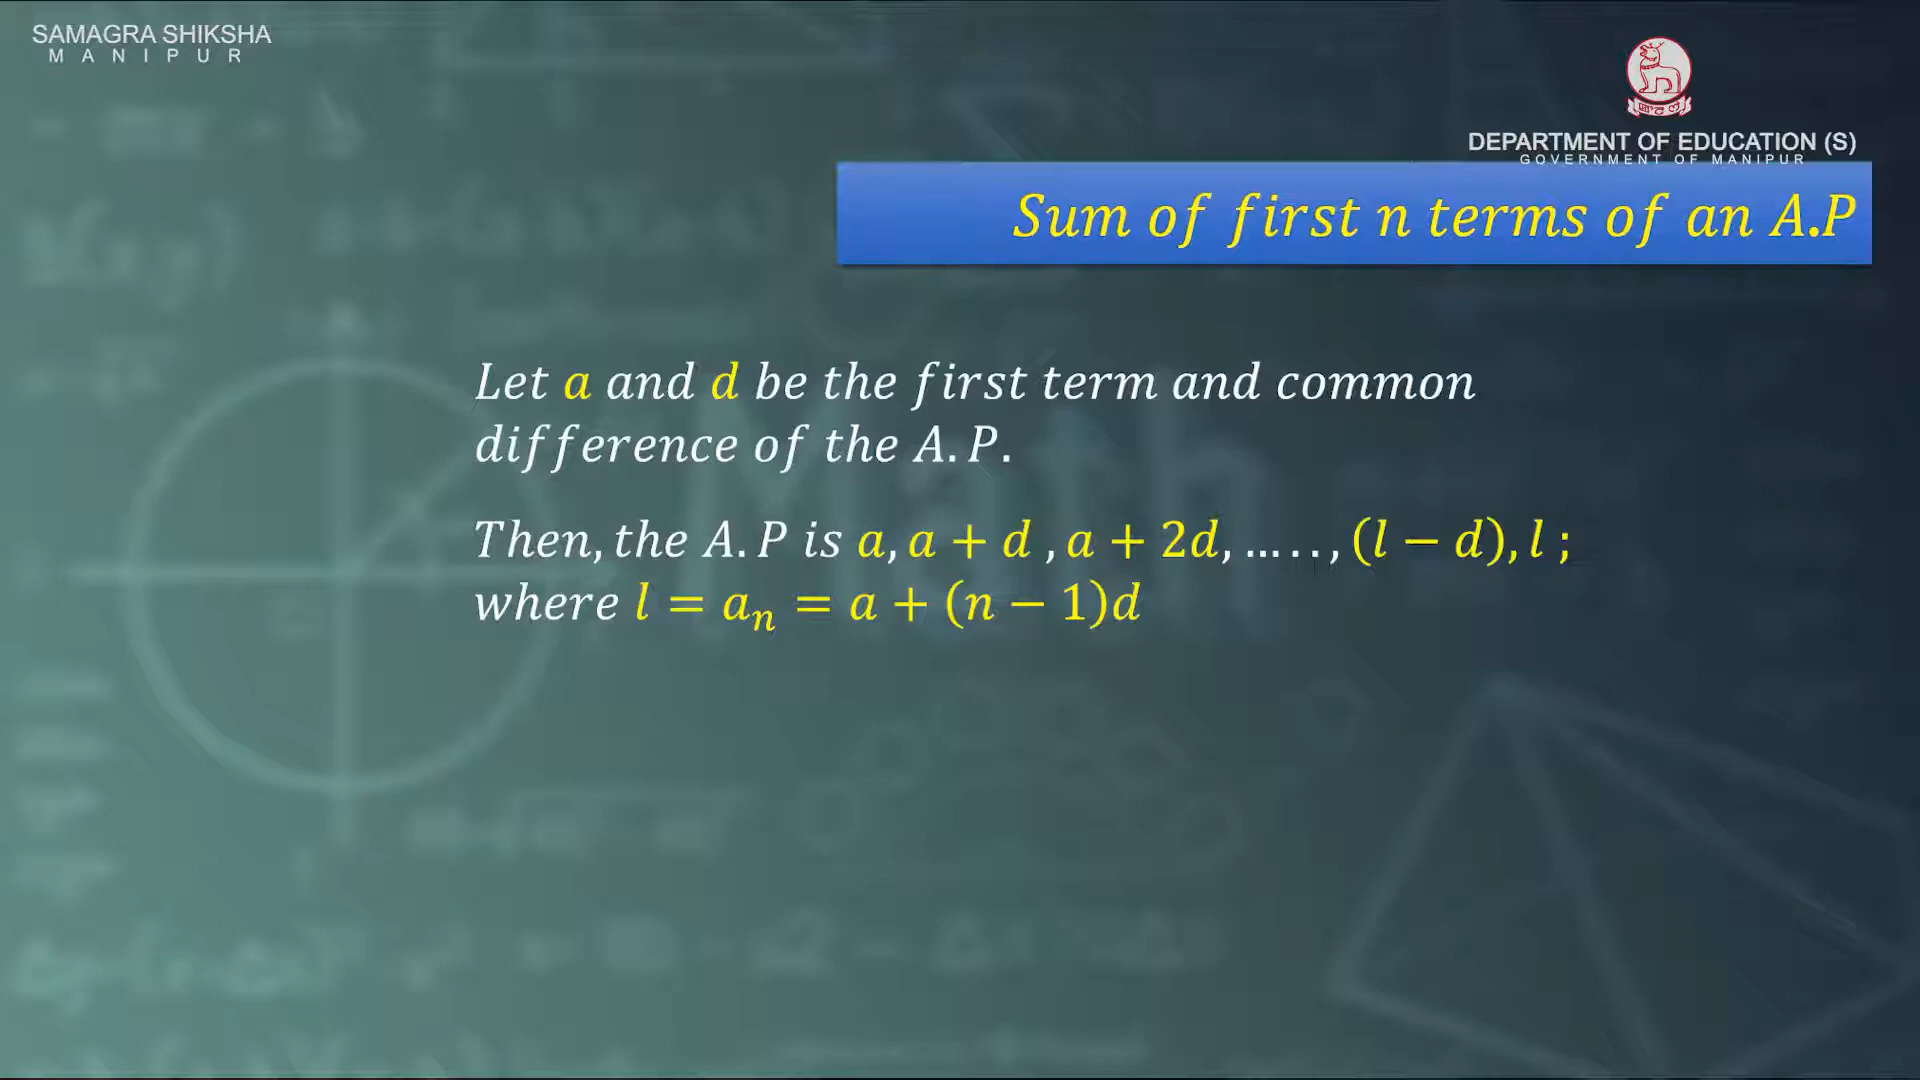 SAMAGRA SHIKSHA
MANIPUR
DEPARTMENT OF EDUCATION (S)
GOVERNMENT OF MANIPUR
Sum of first n terms of an A.P
Let a and d be the first term and common
difference of the A.P.
Then, the A.P is a, a + d , a + 2d, … . . , (l − d), l ;
where l = aₙ = a + (n − 1)d